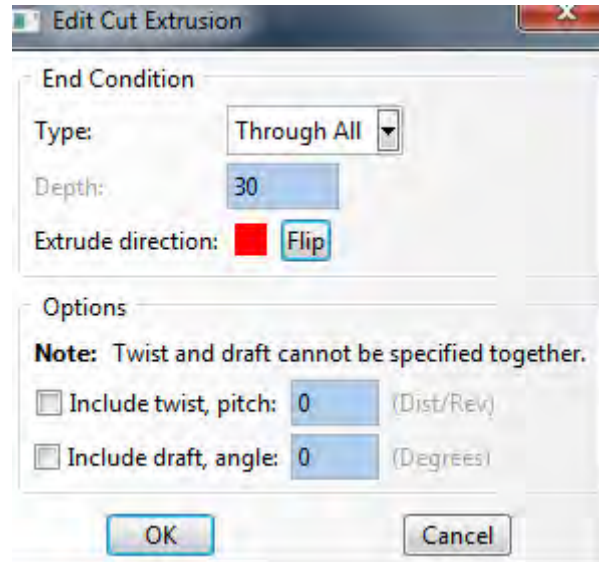 Edit Cut Extrusion
End Condition
Type: Through All
Depth: 30
Extrude direction: Flip
Options
Note: Twist and draft cannot be specified together.
Include twist, pitch: 0 (Dist/Rev)
Include draft, angle: 0 (Degrees)
OK Cancel